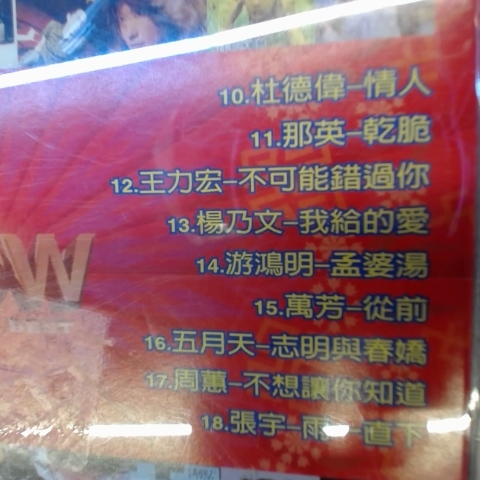 10.杜德偉–情人
11.那英–乾脆
12.王力宏–不可能錯過你
13.楊乃文–我給的愛
14.游鴻明–孟婆湯
15.萬芳–從前
16.五月天–志明與春嬌
17.周蕙–不想讓你知道
18.張宇–雨一直下
W
BEST